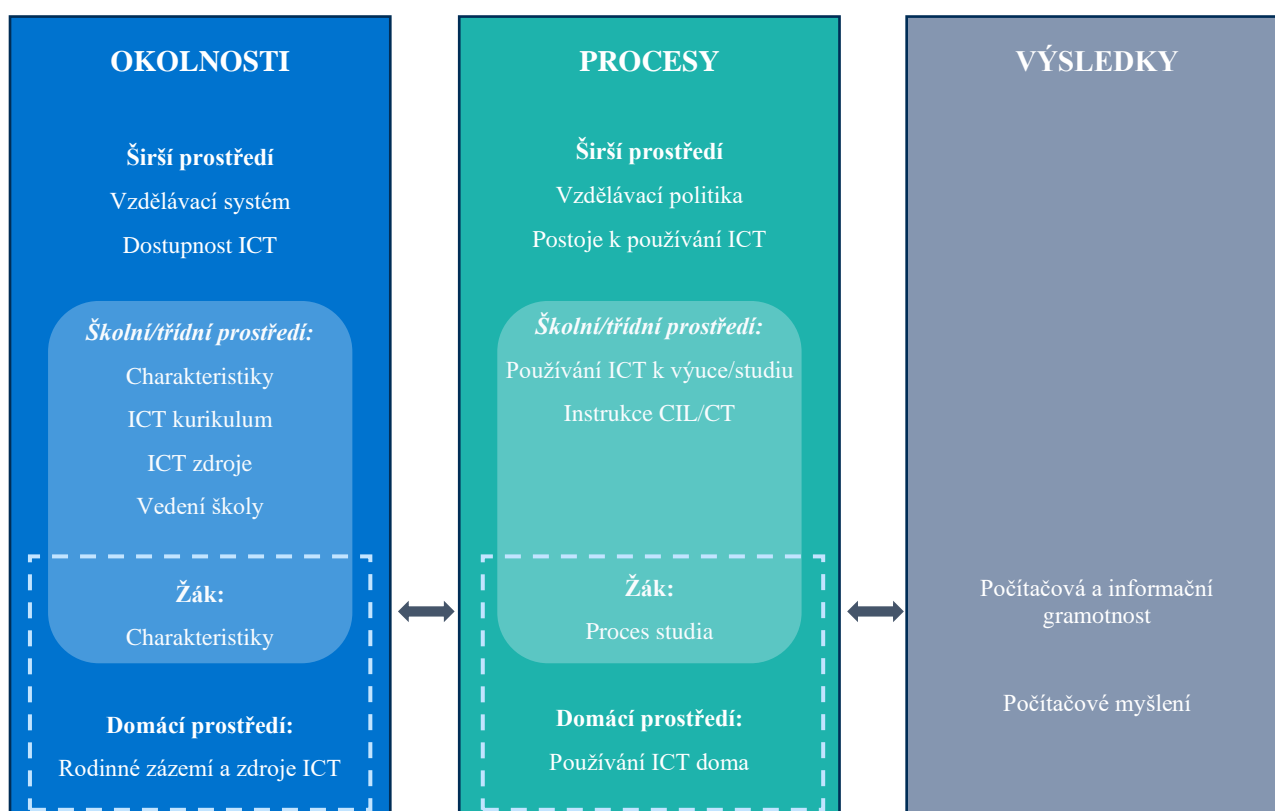 OKOLNOSTI
Širší prostředí
Vzdělávací systém
Dostupnost ICT
Školní/třídní prostředí:
Charakteristiky
ICT kurikulum
ICT zdroje
Vedení školy
Žák:
Charakteristiky
Domácí prostředí:
Rodinné zázemí a zdroje ICT
PROCESY
Širší prostředí
Vzdělávací politika
Postoje k používání ICT
Školní/třídní prostředí:
Používání ICT k výuce/studiu
Instrukce CIL/CT
Žák:
Proces studia
Domácí prostředí:
Používání ICT doma
VÝSLEDKY
Počítačová a informační
gramotnost
Počítačové myšlení